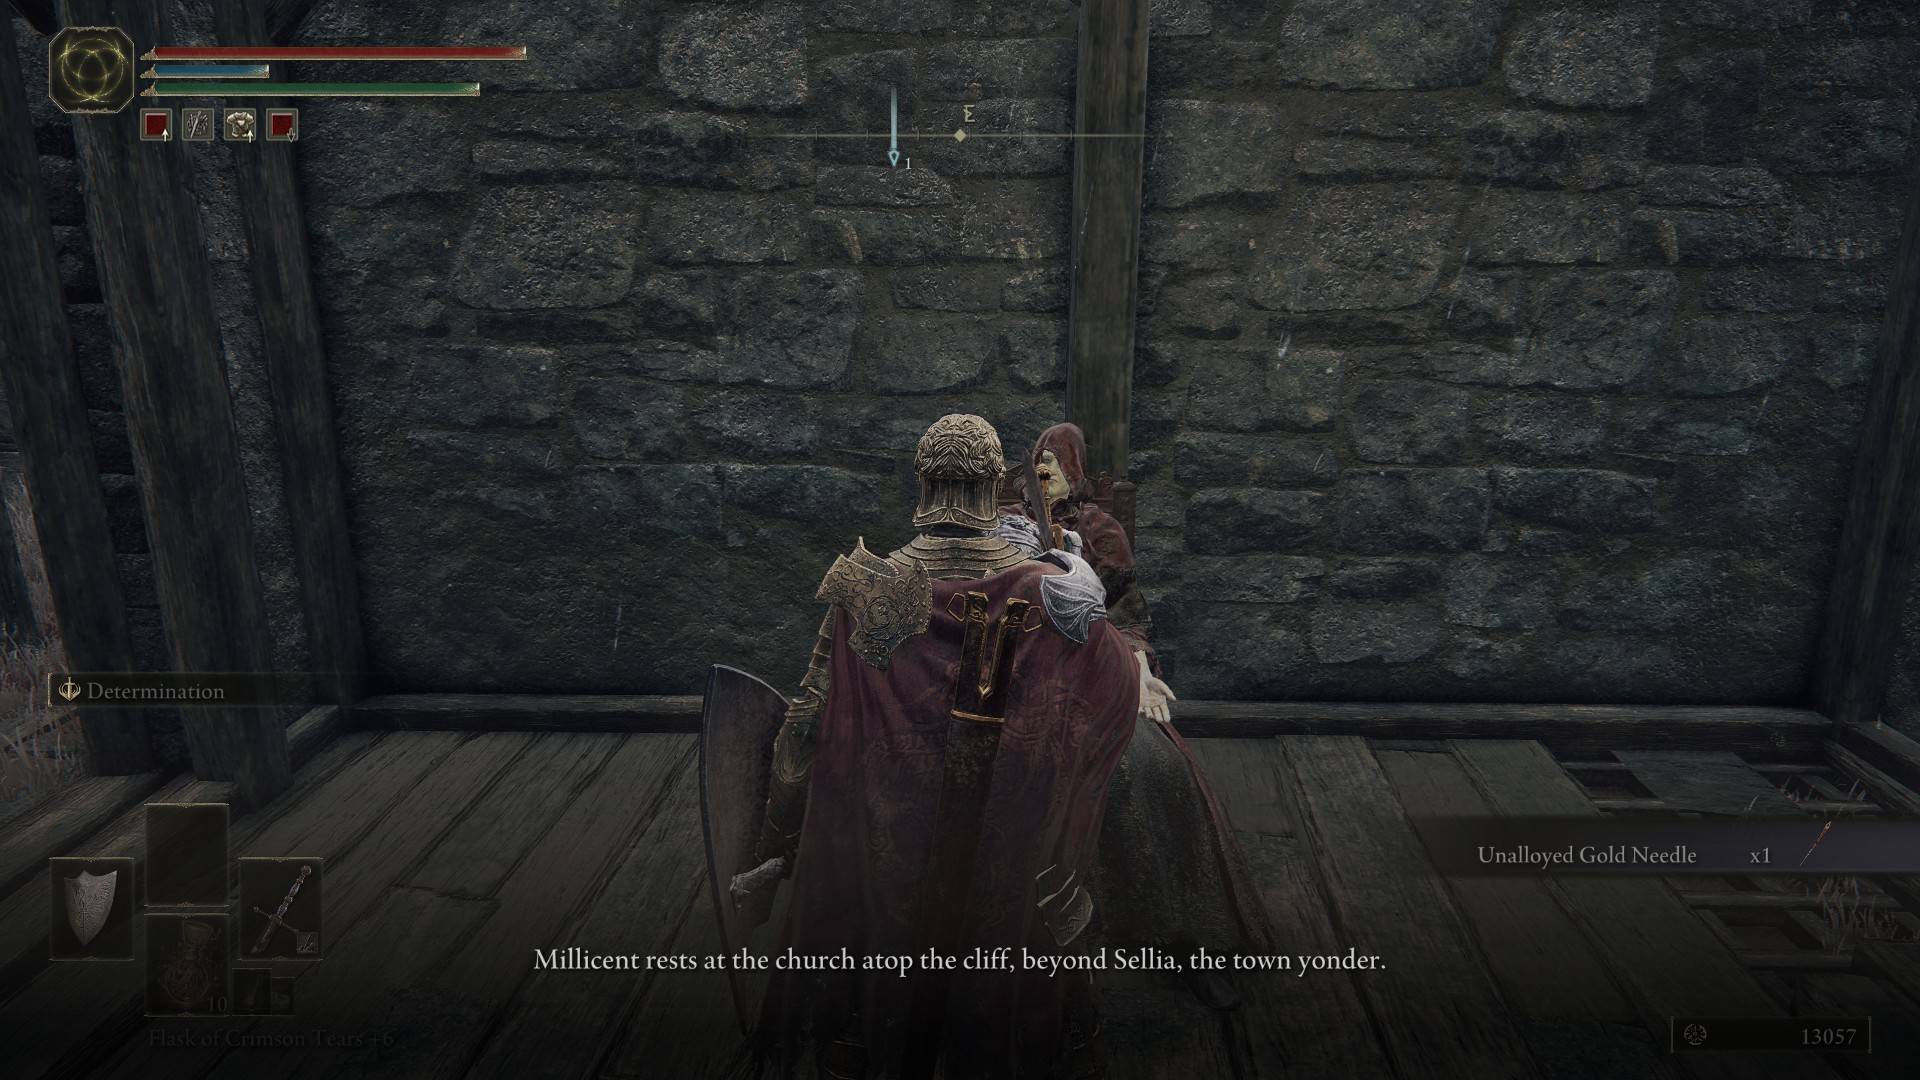 E
1
Determination
Unalloyed Gold Needle x1
Millicent rests at the church atop the cliff, beyond Sellia, the town yonder.
10
Flask of Crimson Tears +6
13057